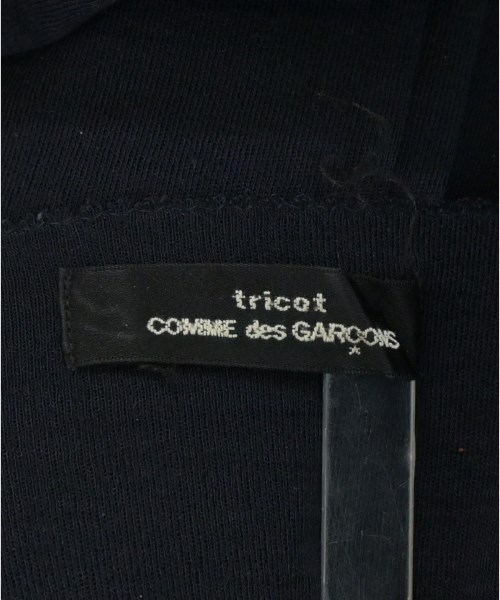 tricot
COMME des GARÇONS
*